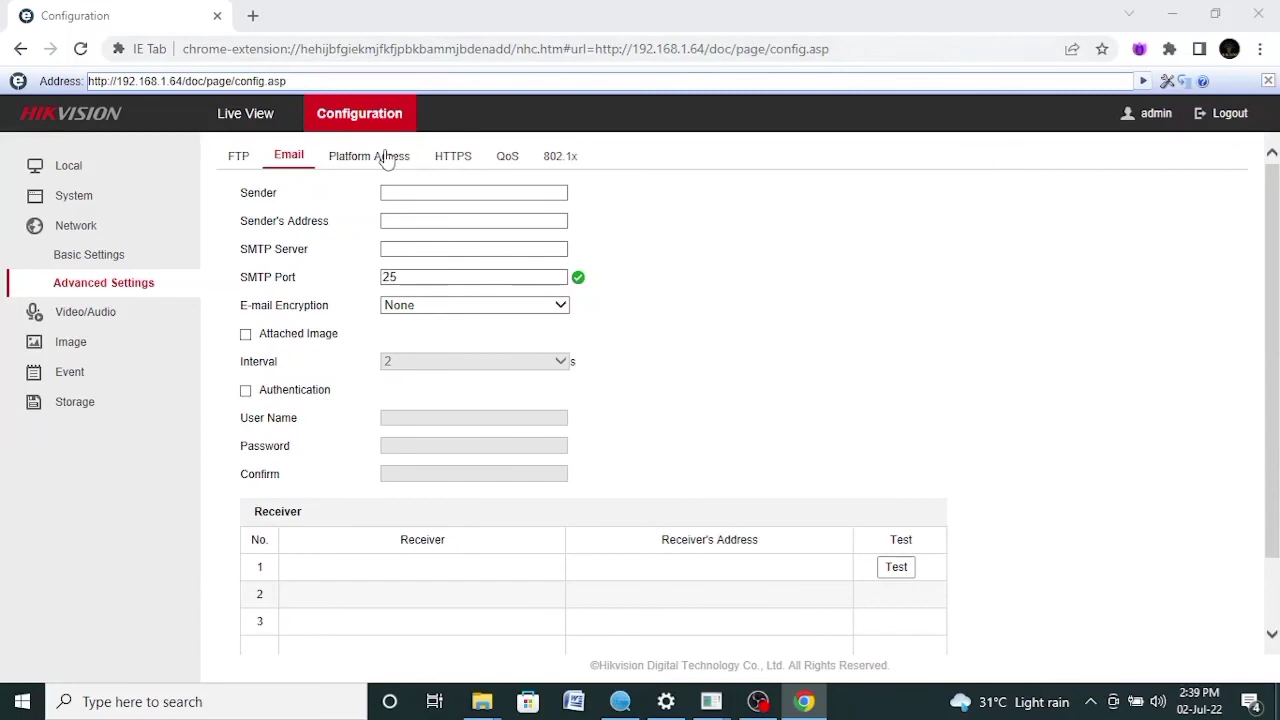 Configuration
IE Tab
chrome-extension://hehijbfgiekmjfkfjpbkbammjbdenadd/nhc.htm#url=http://192.168.1.64/doc/page/config.asp
Address: http://192.168.1.64/doc/page/config.asp
HIKVISION
Live View
Configuration
admin
Logout
Local
System
Network
Basic Settings
Advanced Settings
Video/Audio
Image
Event
Storage
FTP
Email
Platform
HTTPS
QoS
802.1x
Sender
Sender's Address
SMTP Server
SMTP Port 25
E-mail Encryption None
Attached Image
Interval 2 s
Authentication
User Name
Password
Confirm
Receiver
No. Receiver Receiver's Address Test
1 Test
2
3
©Hikvision Digital Technology Co., Ltd. All Rights Reserved.
Type here to search
31°C Light rain
2:39 PM
02-Jul-22
4